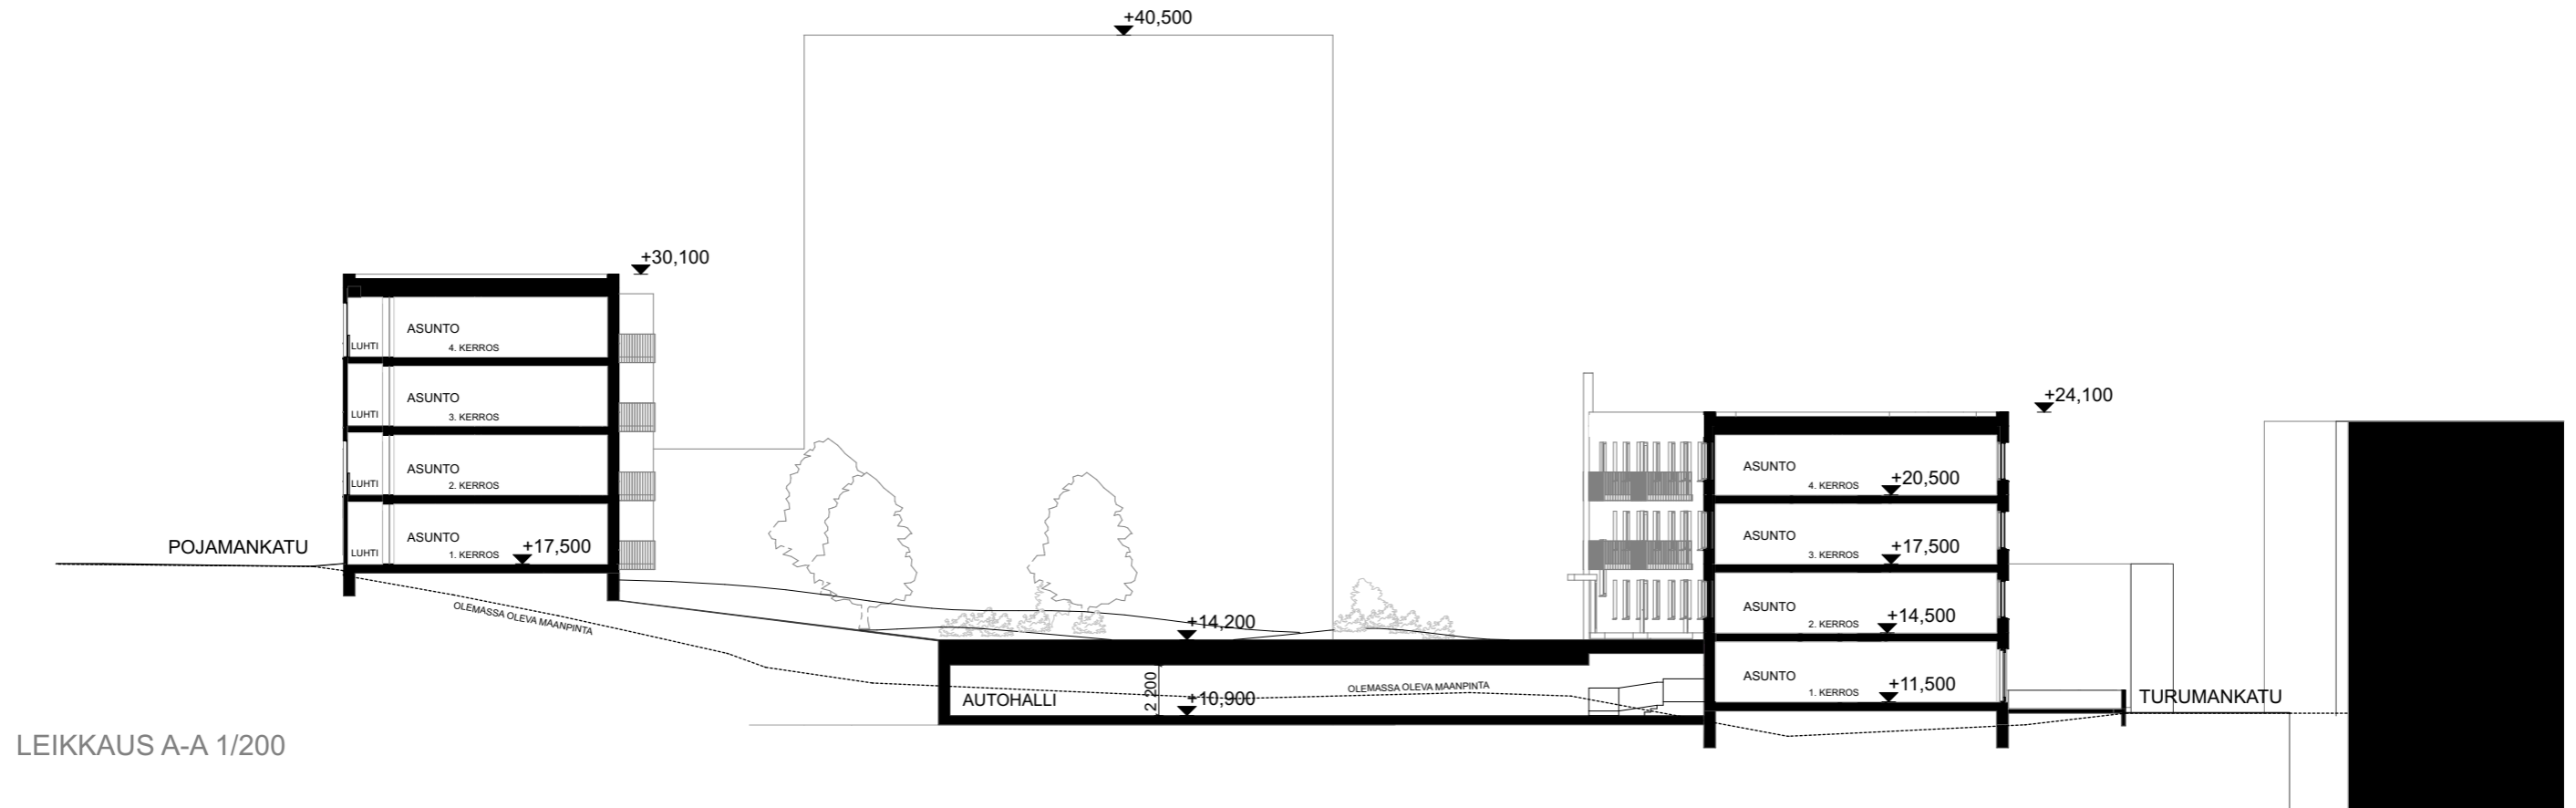 +40,500
+30,100
ASUNTO
LUHTI
4. KERROS
ASUNTO
LUHTI
3. KERROS
ASUNTO
LUHTI
2. KERROS
ASUNTO
LUHTI
1. KERROS
+17,500
POJAMANKATU
OLEMASSA OLEVA MAANPINTA
+14,200
2 200
AUTOHALLI
+10,900
OLEMASSA OLEVA MAANPINTA
+24,100
ASUNTO
4. KERROS
+20,500
ASUNTO
3. KERROS
+17,500
ASUNTO
2. KERROS
+14,500
ASUNTO
1. KERROS
+11,500
TURUMANKATU
LEIKKAUS A-A 1/200